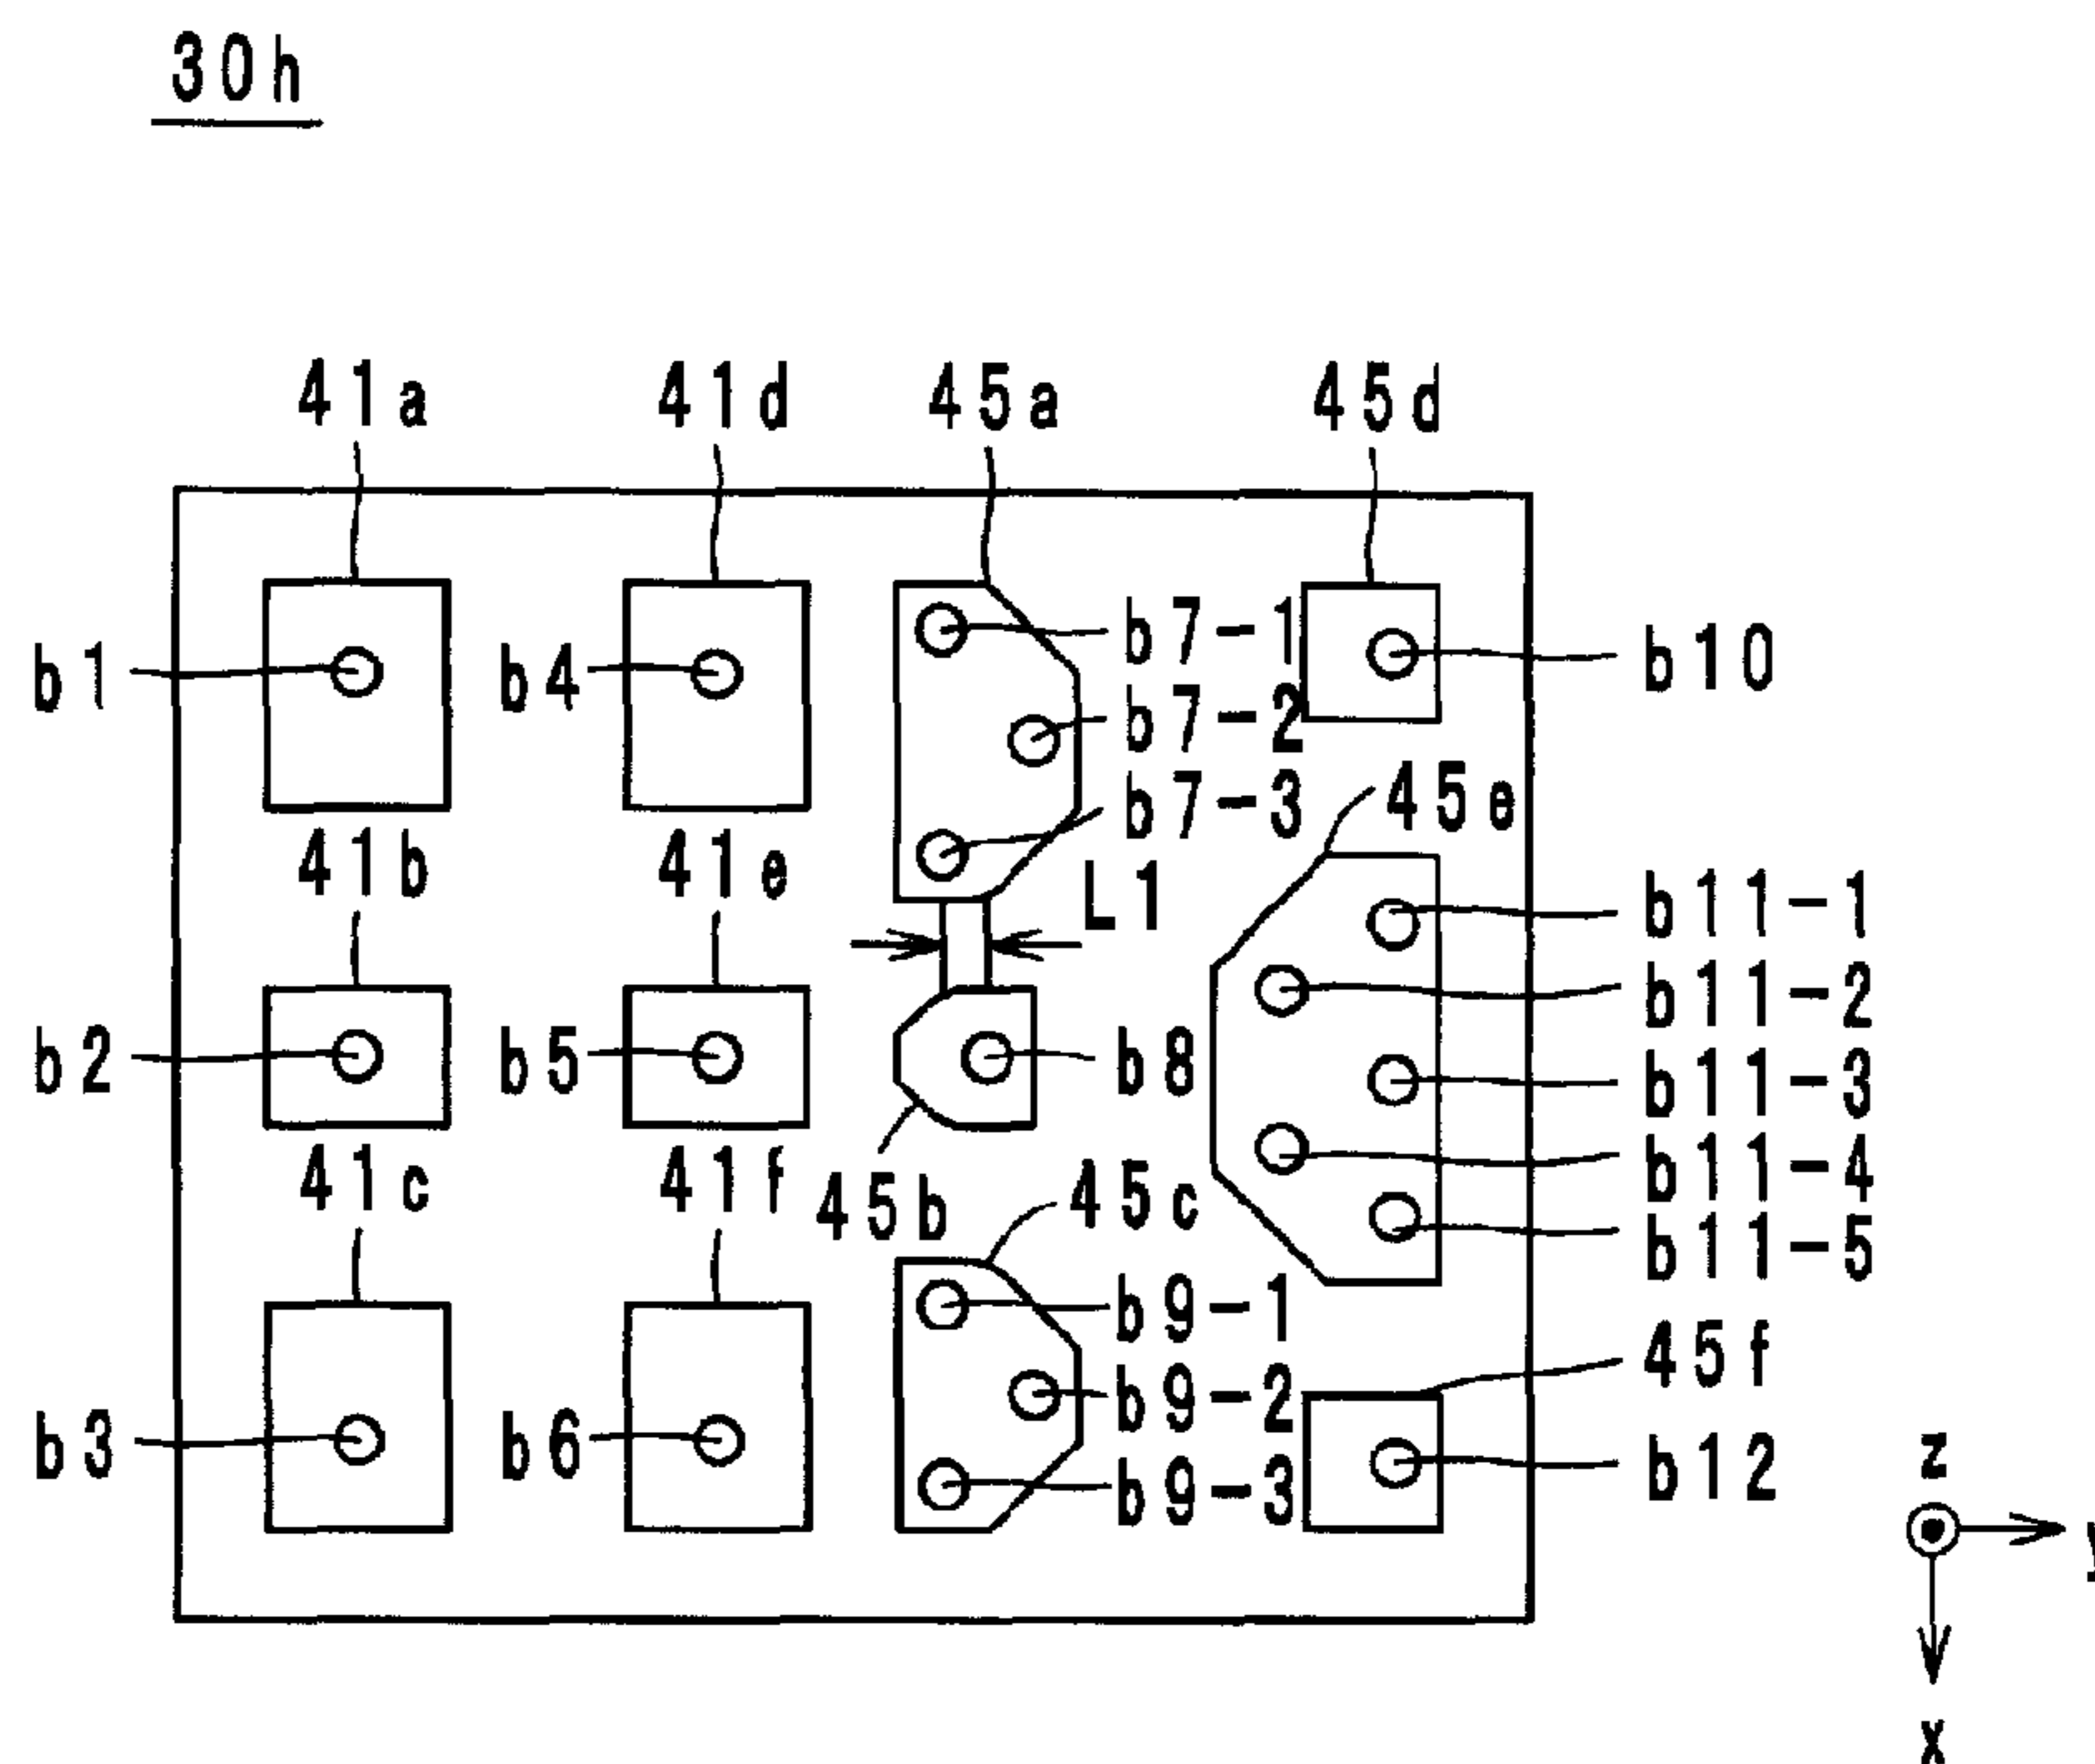 30h
41a 41d 45a 45d
b1 b4 b7-1 b10
b7-2
b7-3 45e
41b 41e L1
b11-1
b11-2
b2 b5 b8 b11-3
41c 41f 45b 45c b11-4
b11-5
b9-1
45f
b9-2
b3 b6 b9-3 b12
z
y
x